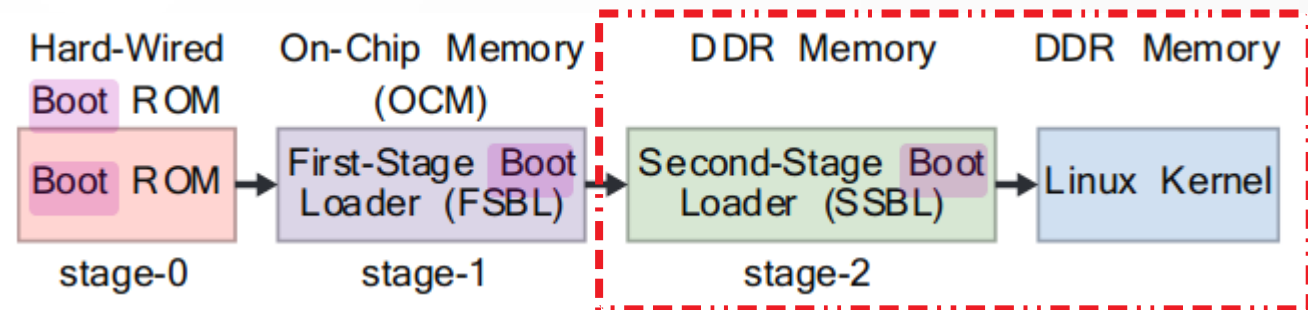 Hard-Wired
Boot ROM
On-Chip Memory
(OCM)
DDR Memory
DDR Memory
Boot ROM
First-Stage Boot
Loader (FSBL)
Second-Stage Boot
Loader (SSBL)
Linux Kernel
stage-0
stage-1
stage-2